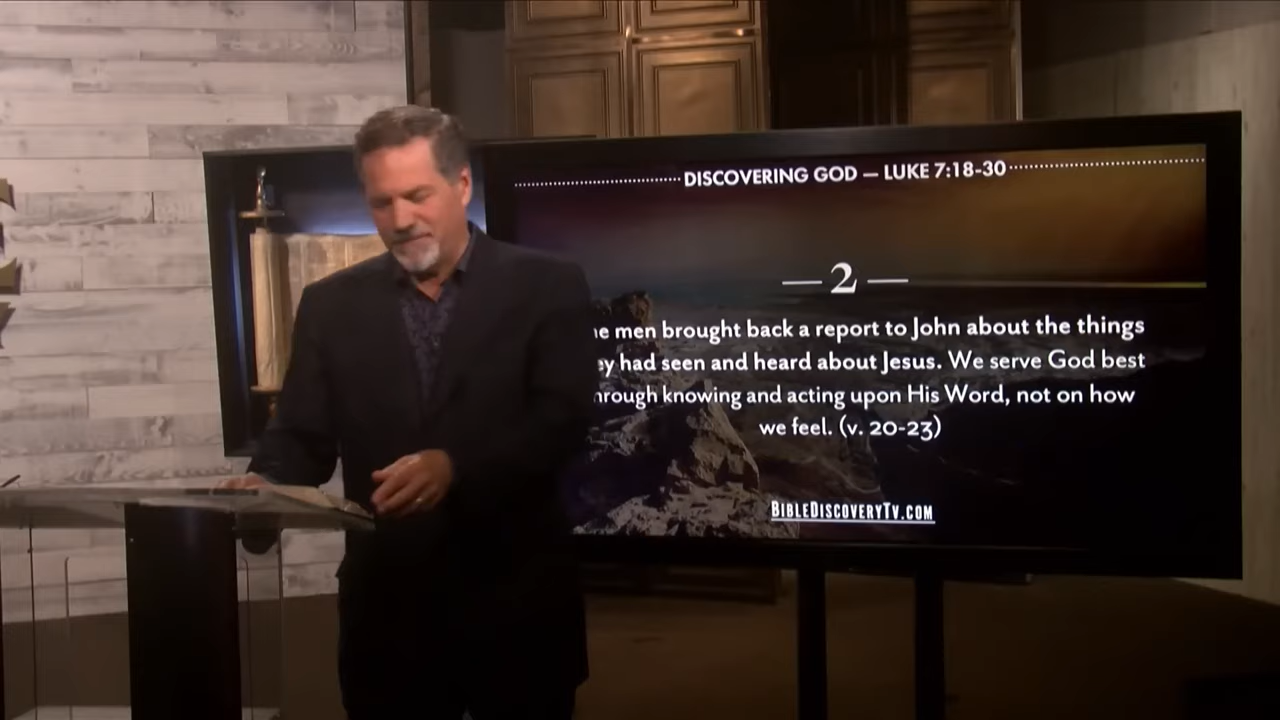 DISCOVERING GOD — LUKE 7:18-30
— 2 —
men brought back a report to John about the things
had seen and heard about Jesus. We serve God best
knowing and acting upon His Word, not on how
we feel. (v. 20-23)
BIBLEDISCOVERYTV.COM